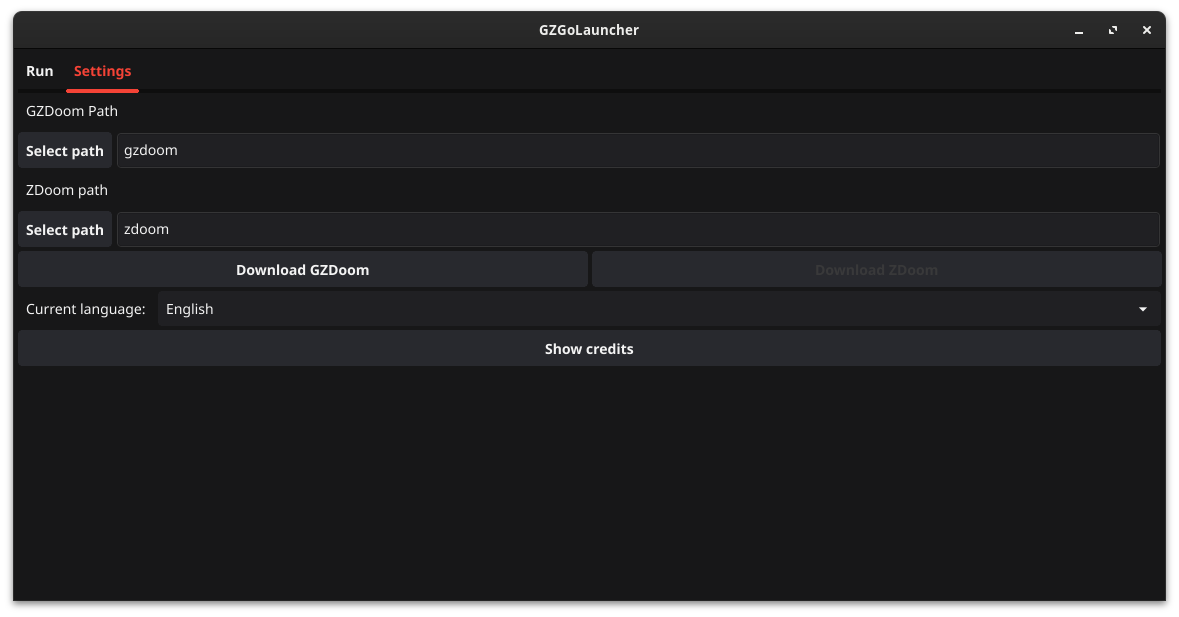 GZGoLauncher
Run Settings
GZDoom Path
Select path gzdoom
ZDoom path
Select path zdoom
Download GZDoom Download ZDoom
Current language: English
Show credits